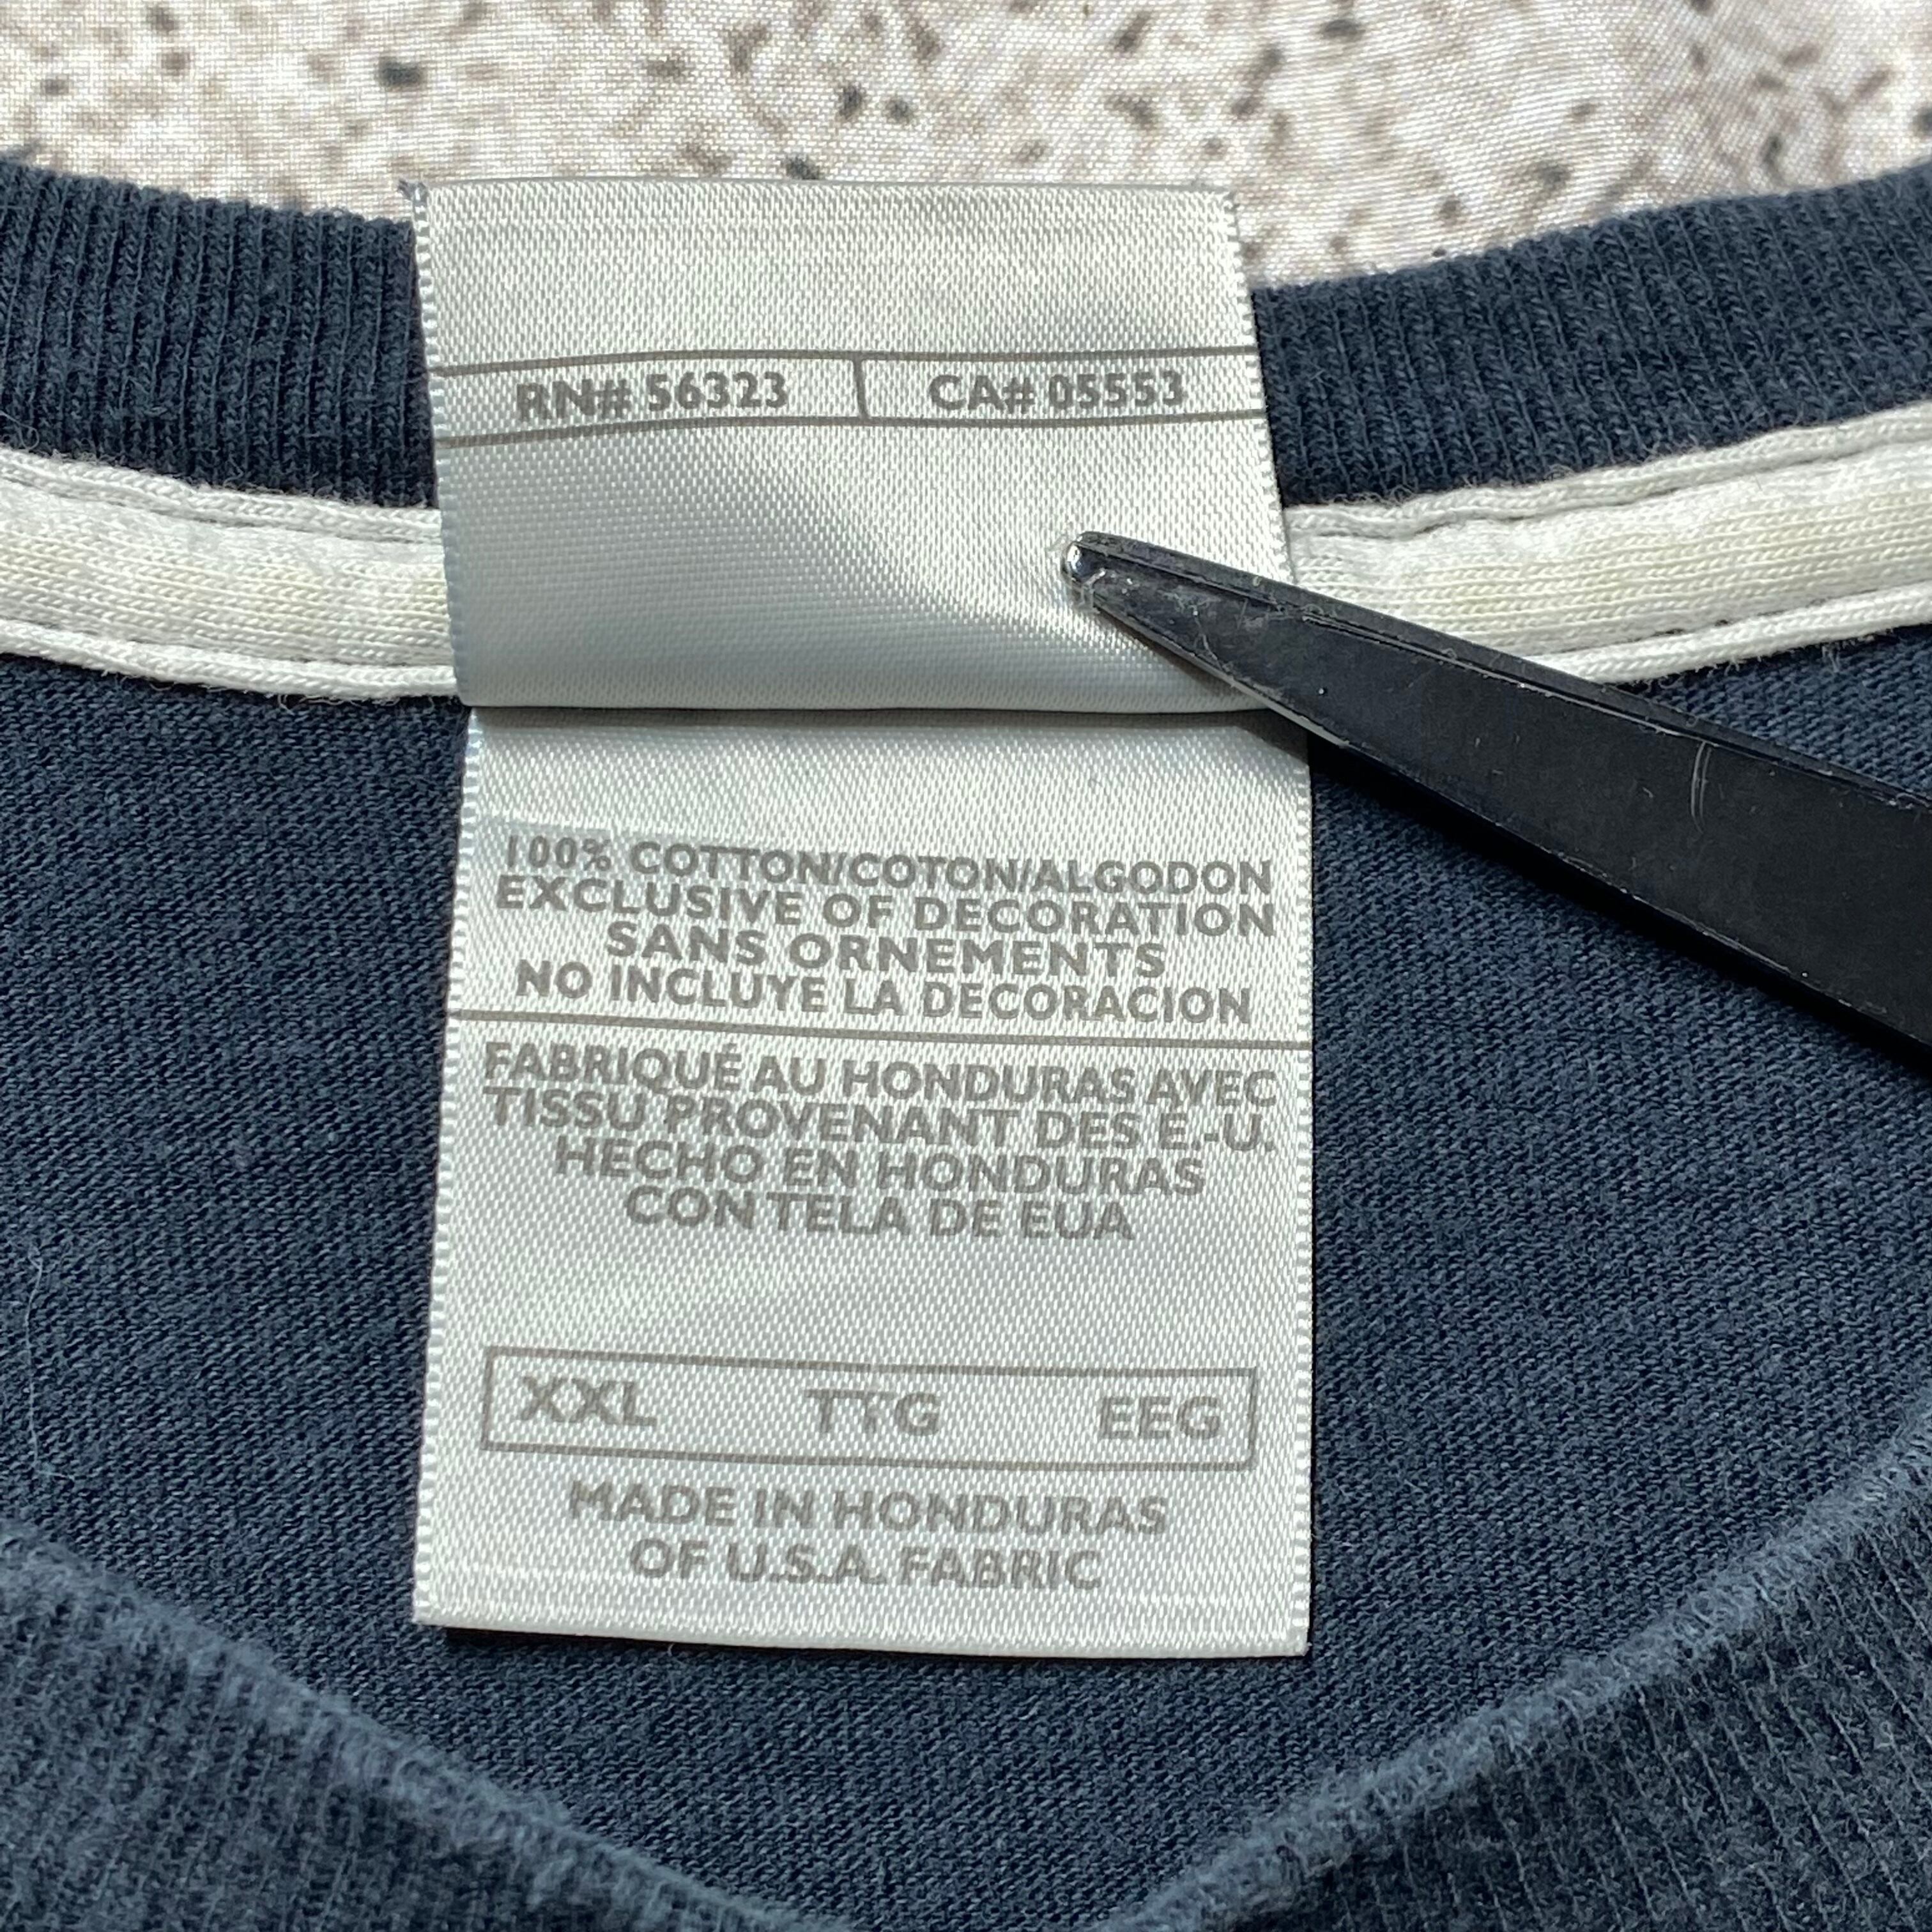 RN# 56323 CA# 05553
100% COTTON/COTON/ALGODON
EXCLUSIVE OF DECORATION
SANS ORNEMENTS
NO INCLUYE LA DECORACION
FABRIQUÉ AU HONDURAS AVEC
TISSU PROVENANT DES É.-U.
HECHO EN HONDURAS
CON TELA DE EUA
XXL TTG EEG
MADE IN HONDURAS
OF U.S.A. FABRIC